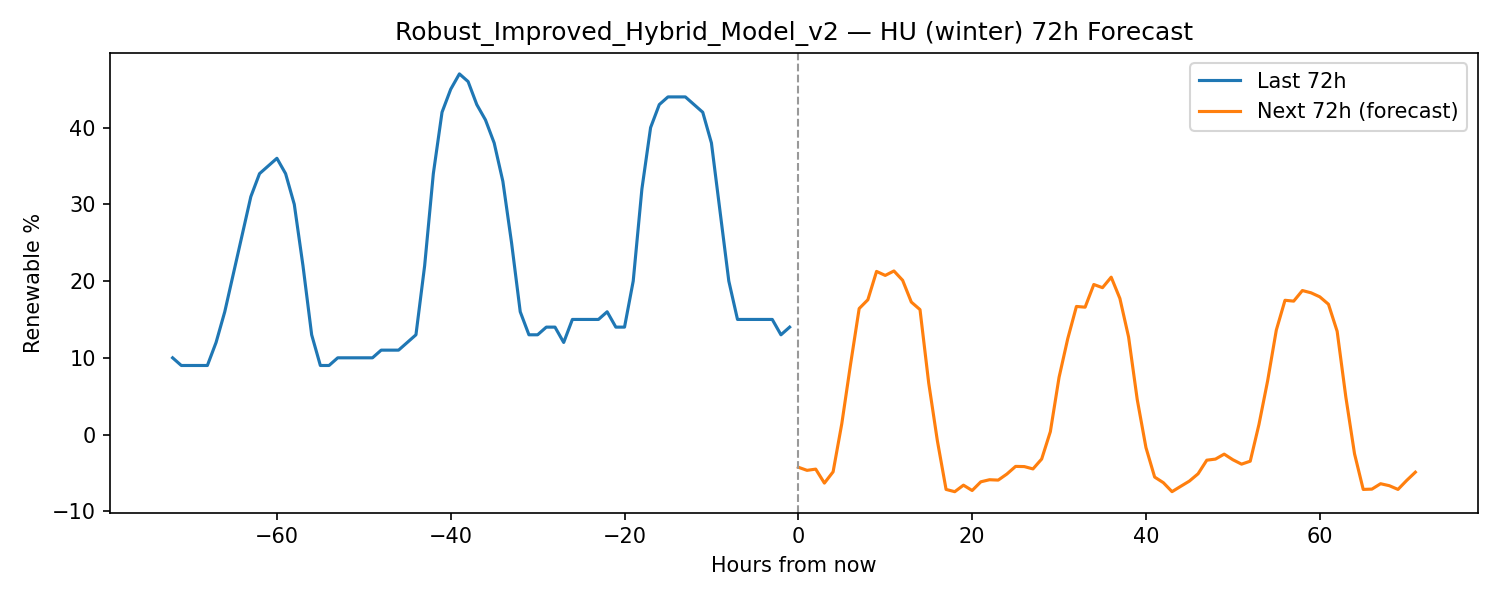 Robust_Improved_Hybrid_Model_v2 — HU (winter) 72h Forecast
Last 72h
Next 72h (forecast)
Renewable %
40
30
20
10
0
−10
−60
−40
−20
0
20
40
60
Hours from now